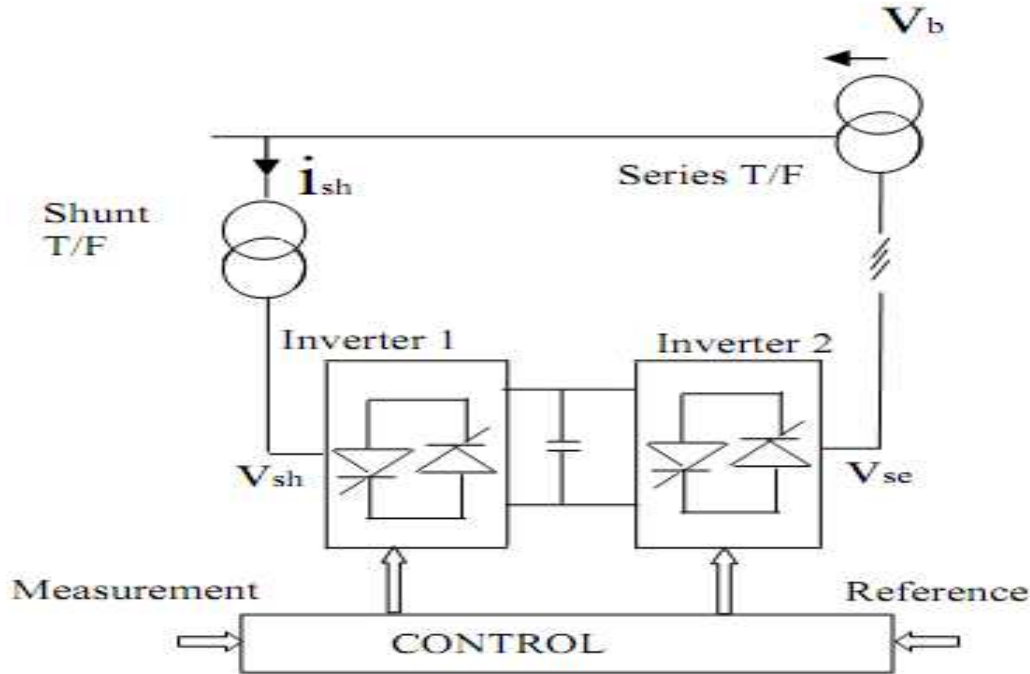 Vb
ish
Series T/F
Shunt
T/F
Inverter 1
Inverter 2
Vsh
Vse
Measurement
Reference
CONTROL